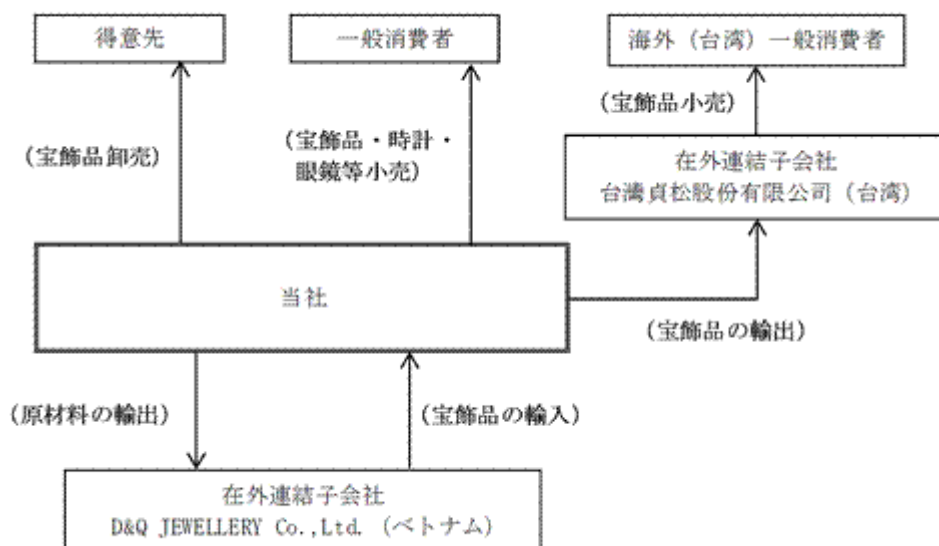 得意先
一般消費者
海外(台湾)一般消費者
(宝飾品卸売)
(宝飾品・時計・
眼鏡等小売)
(宝飾品小売)
在外連結子会社
台灣貞松股份有限公司(台湾)
当社
(宝飾品の輸出)
(原材料の輸出)
(宝飾品の輸入)
在外連結子会社
D&Q JEWELLERY Co.,Ltd.(ベトナム)